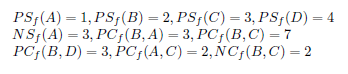 PS_f(A) = 1, PS_f(B) = 2, PS_f(C) = 3, PS_f(D) = 4
NS_f(A) = 3, PC_f(B, A) = 3, PC_f(B, C) = 7
PC_f(B, D) = 3, PC_f(A, C) = 2, NC_f(B, C) = 2